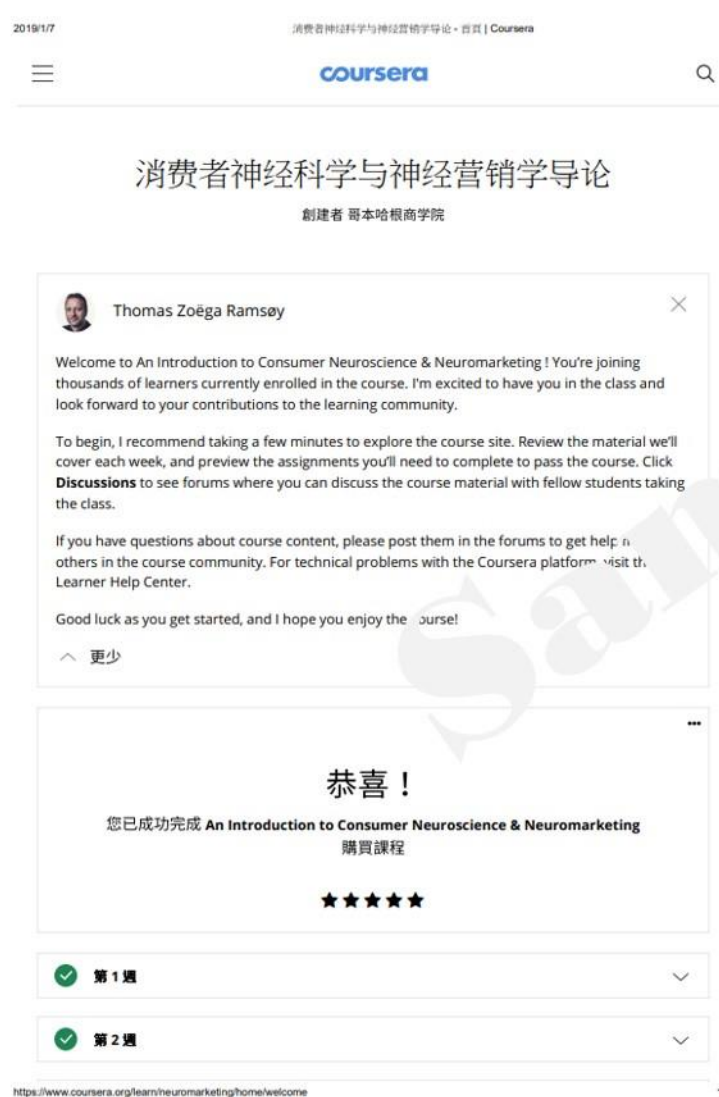 2019/1/7
消费者神经科学与神经营销学导论 - 首頁 | Coursera
coursera
消费者神经科学与神经营销学导论
創建者 哥本哈根商学院
Thomas Zoëga Ramsøy
Welcome to An Introduction to Consumer Neuroscience & Neuromarketing ! You're joining
thousands of learners currently enrolled in the course. I'm excited to have you in the class and
look forward to your contributions to the learning community.
To begin, I recommend taking a few minutes to explore the course site. Review the material we'll
cover each week, and preview the assignments you'll need to complete to pass the course. Click
Discussions to see forums where you can discuss the course material with fellow students taking
the class.
If you have questions about course content, please post them in the forums to get help
others in the course community. For technical problems with the Coursera platform, visit
Learner Help Center.
Good luck as you get started, and I hope you enjoy the
更少
恭喜！
您已成功完成 An Introduction to Consumer Neuroscience & Neuromarketing
購買課程
第 1 週
第 2 週
https://www.coursera.org/learn/neuromarketing/home/welcome